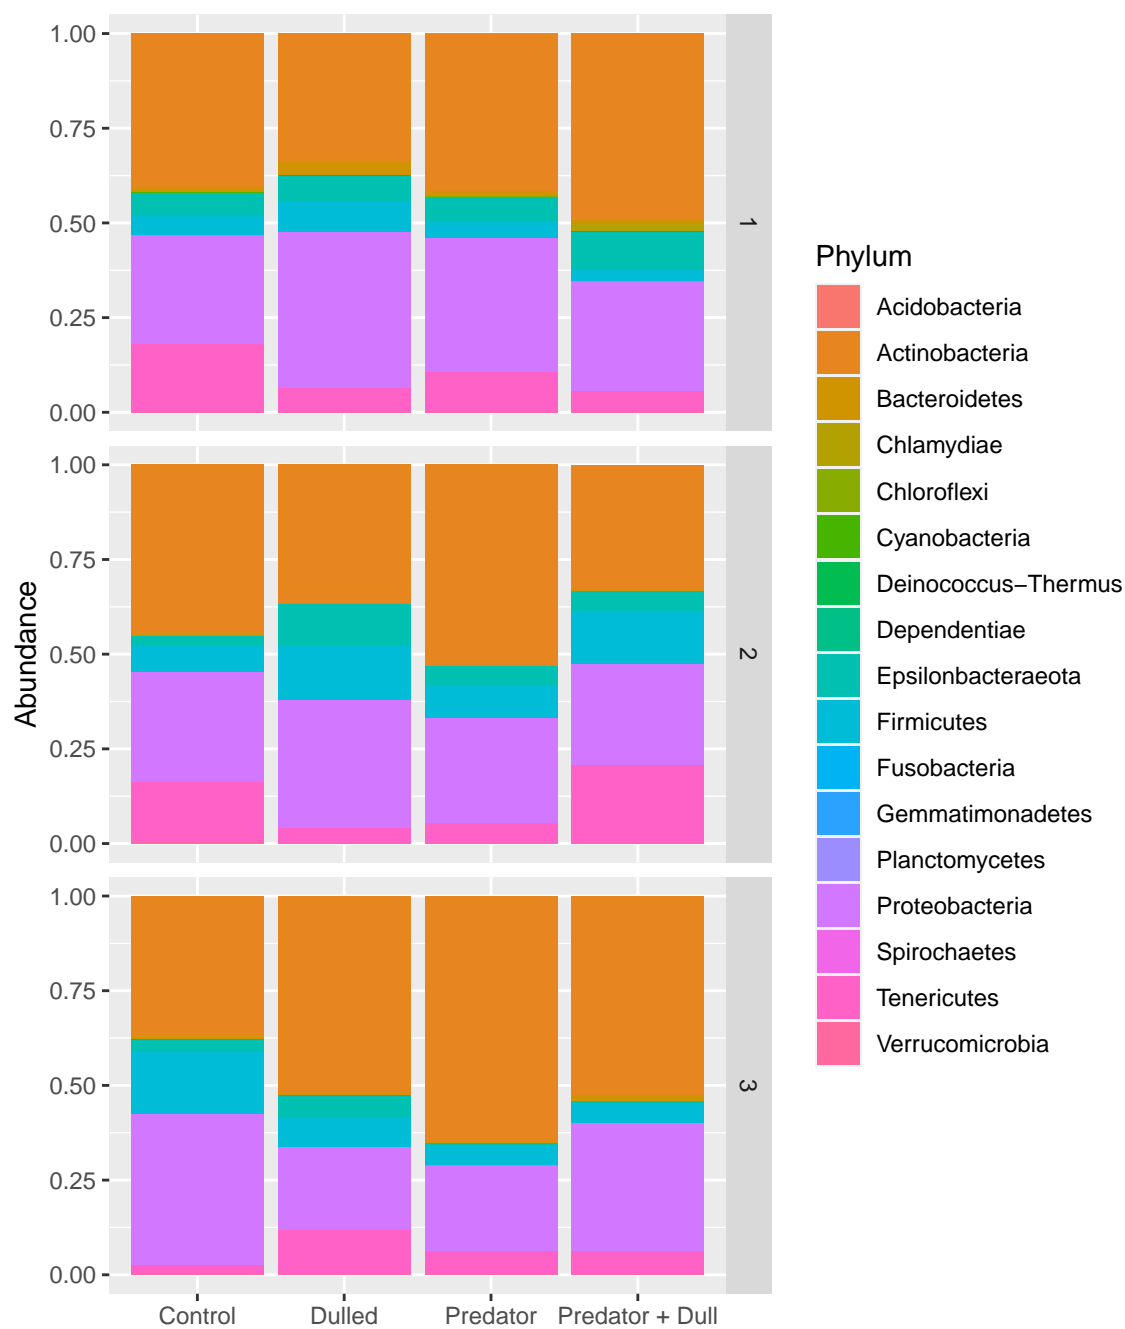 1.00
0.75
0.50
0.25
0.00
1
1.00
0.75
0.50
0.25
0.00
2
1.00
0.75
0.50
0.25
0.00
3
Abundance
Control Dulled Predator Predator + Dull
Phylum
Acidobacteria
Actinobacteria
Bacteroidetes
Chlamydiae
Chloroflexi
Cyanobacteria
Deinococcus−Thermus
Dependentiae
Epsilonbacteraeota
Firmicutes
Fusobacteria
Gemmatimonadetes
Planctomycetes
Proteobacteria
Spirochaetes
Tenericutes
Verrucomicrobia